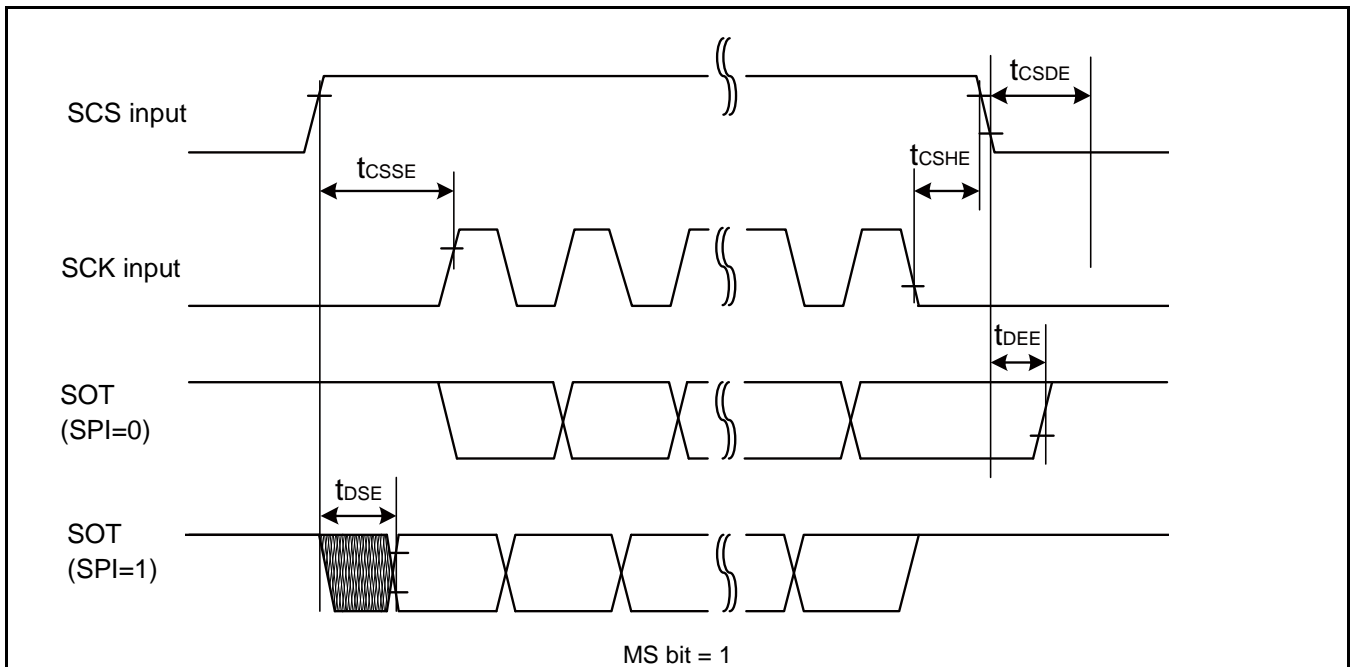 SCS input
tCSDE
tCSSE
tCSHE
SCK input
tDEE
SOT
(SPI=0)
tDSE
SOT
(SPI=1)
MS bit = 1